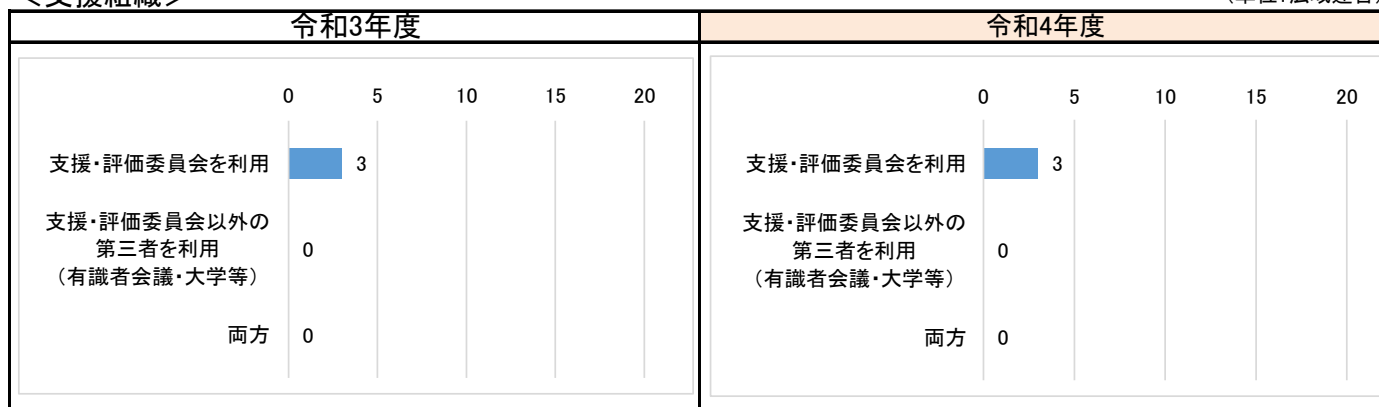 <支援組織>
(単位:広域連合)
令和3年度
0 5 10 15 20
支援・評価委員会を利用 3
支援・評価委員会以外の
第三者を利用 0
(有識者会議・大学等)
両方 0
令和4年度
0 5 10 15 20
支援・評価委員会を利用 3
支援・評価委員会以外の
第三者を利用 0
(有識者会議・大学等)
両方 0